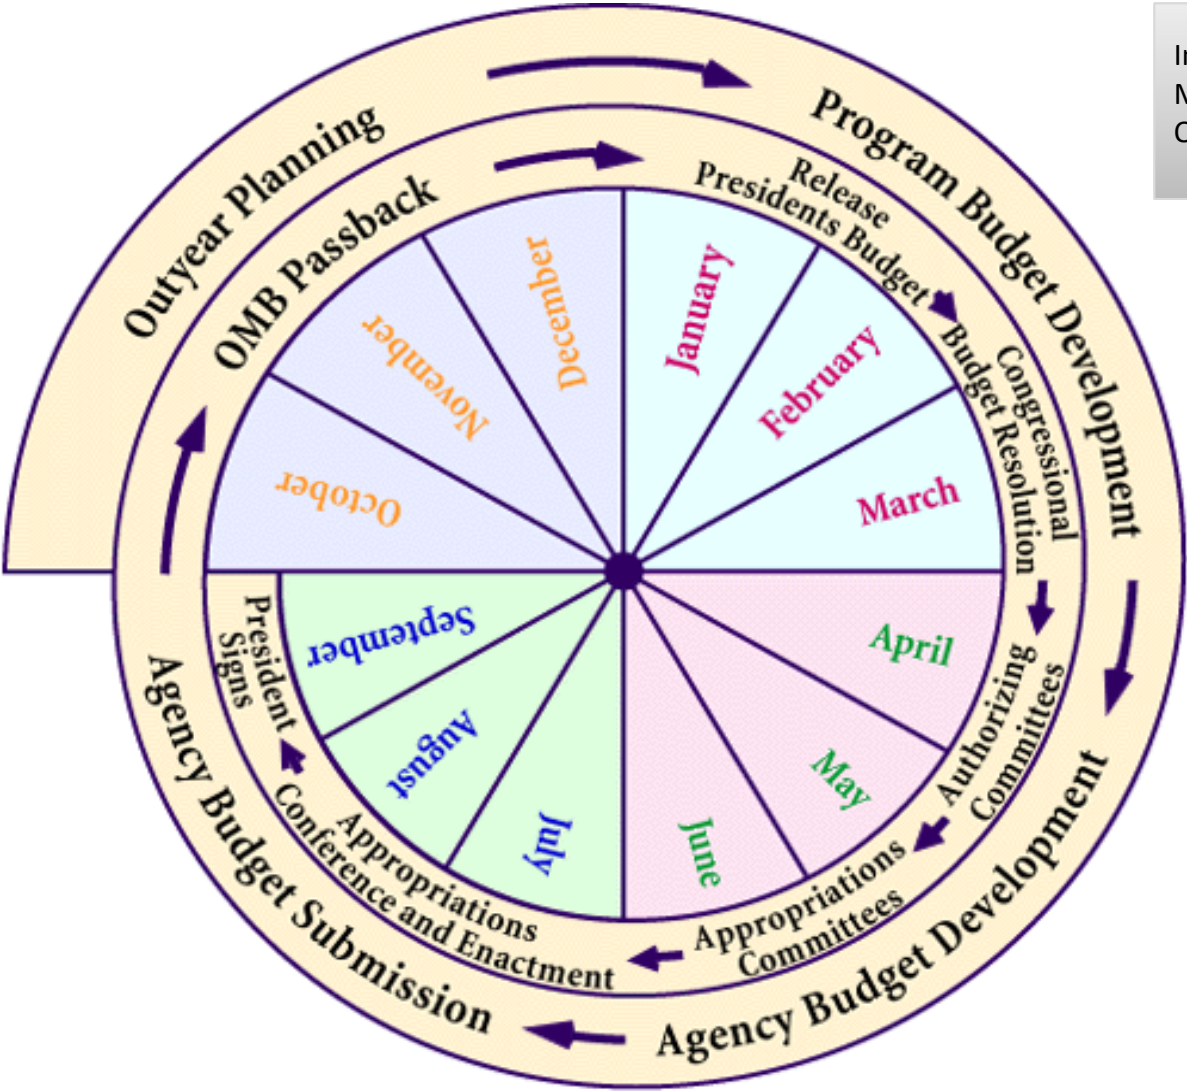 Outyear Planning
Program Budget Development
Agency Budget Development
Agency Budget Submission
OMB Passback
Release
Presidents Budget
Congressional
Budget Resolution
Authorizing
Committees
Appropriations
Committees
Appropriations
Conference and Enactment
President
Signs
January
February
March
April
May
June
July
August
September
October
November
December